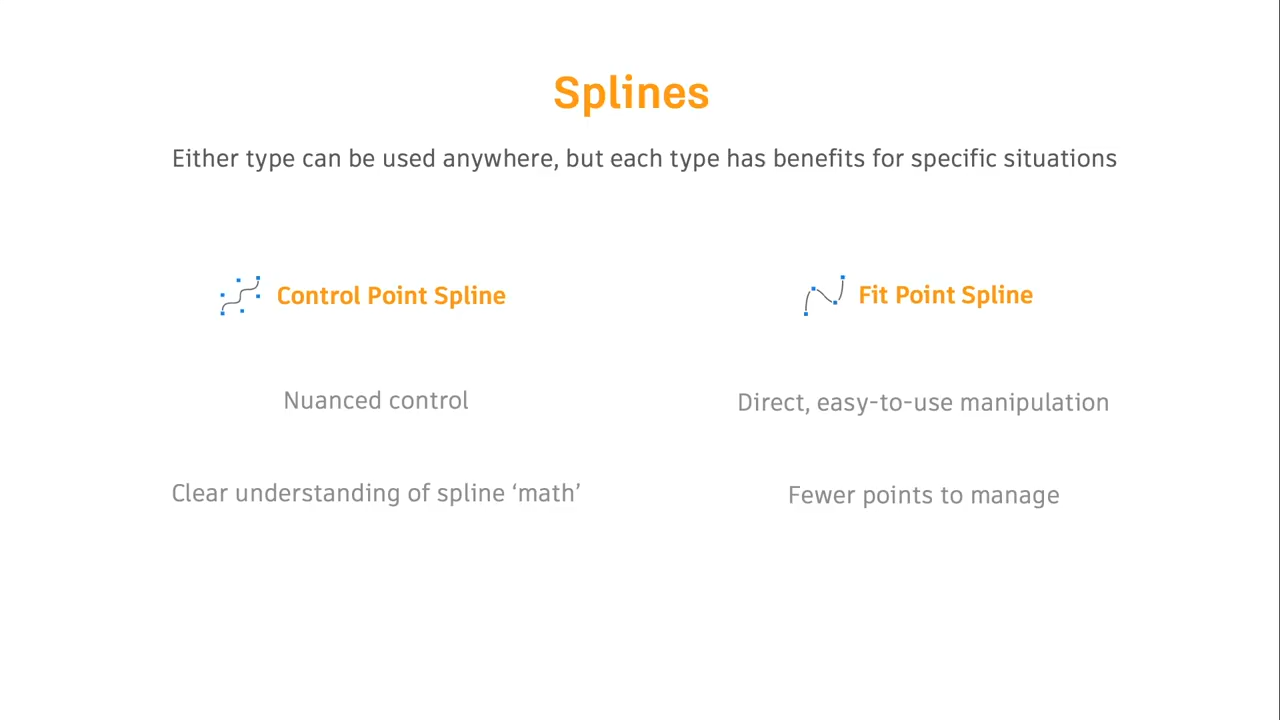 Splines
Either type can be used anywhere, but each type has benefits for specific situations
Control Point Spline
Nuanced control
Clear understanding of spline ‘math’
Fit Point Spline
Direct, easy-to-use manipulation
Fewer points to manage